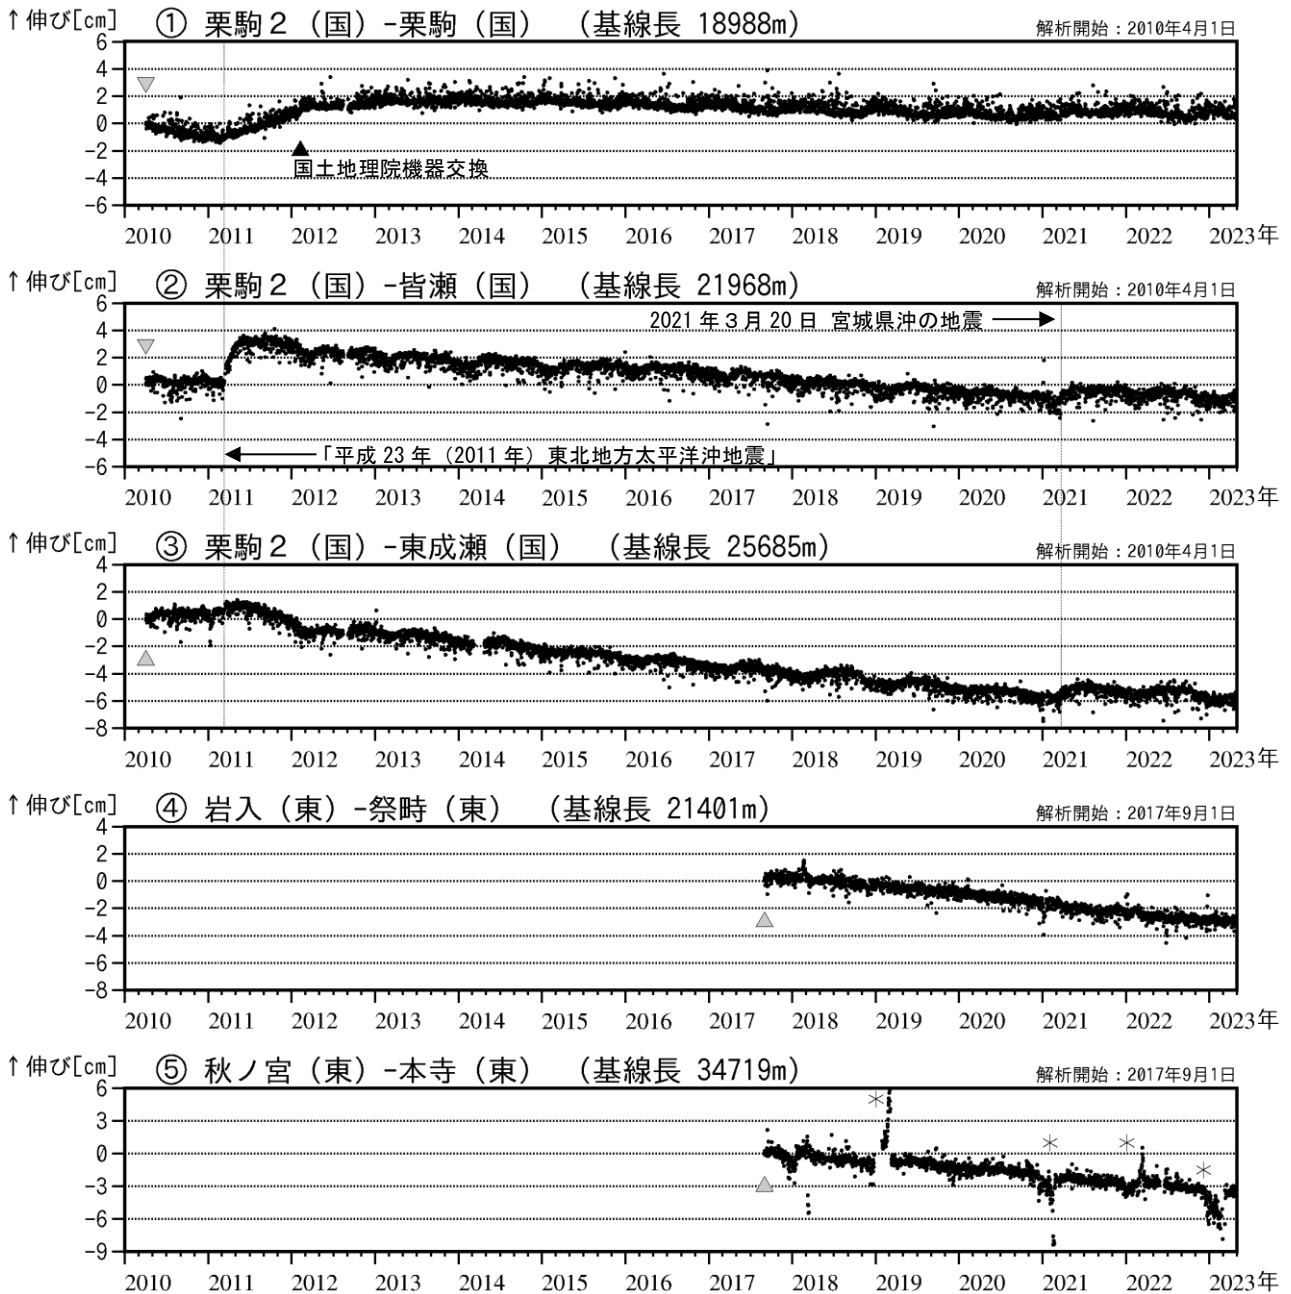 ↑伸び[cm] ① 栗駒2（国）-栗駒（国） （基線長 18988m） 解析開始：2010年4月1日
6
4
2
0
-2
-4
-6
国土地理院機器交換
2010 2011 2012 2013 2014 2015 2016 2017 2018 2019 2020 2021 2022 2023年
↑伸び[cm] ② 栗駒2（国）-皆瀬（国） （基線長 21968m） 解析開始：2010年4月1日
6
4
2
0
-2
-4
-6
2021年3月20日 宮城県沖の地震
「平成23年（2011年）東北地方太平洋沖地震」
2010 2011 2012 2013 2014 2015 2016 2017 2018 2019 2020 2021 2022 2023年
↑伸び[cm] ③ 栗駒2（国）-東成瀬（国） （基線長 25685m） 解析開始：2010年4月1日
4
2
0
-2
-4
-6
-8
2010 2011 2012 2013 2014 2015 2016 2017 2018 2019 2020 2021 2022 2023年
↑伸び[cm] ④ 岩入（東）-祭畤（東） （基線長 21401m） 解析開始：2017年9月1日
4
2
0
-2
-4
-6
-8
2010 2011 2012 2013 2014 2015 2016 2017 2018 2019 2020 2021 2022 2023年
↑伸び[cm] ⑤ 秋ノ宮（東）-本寺（東） （基線長 34719m） 解析開始：2017年9月1日
6
3
0
-3
-6
-9
2010 2011 2012 2013 2014 2015 2016 2017 2018 2019 2020 2021 2022 2023年